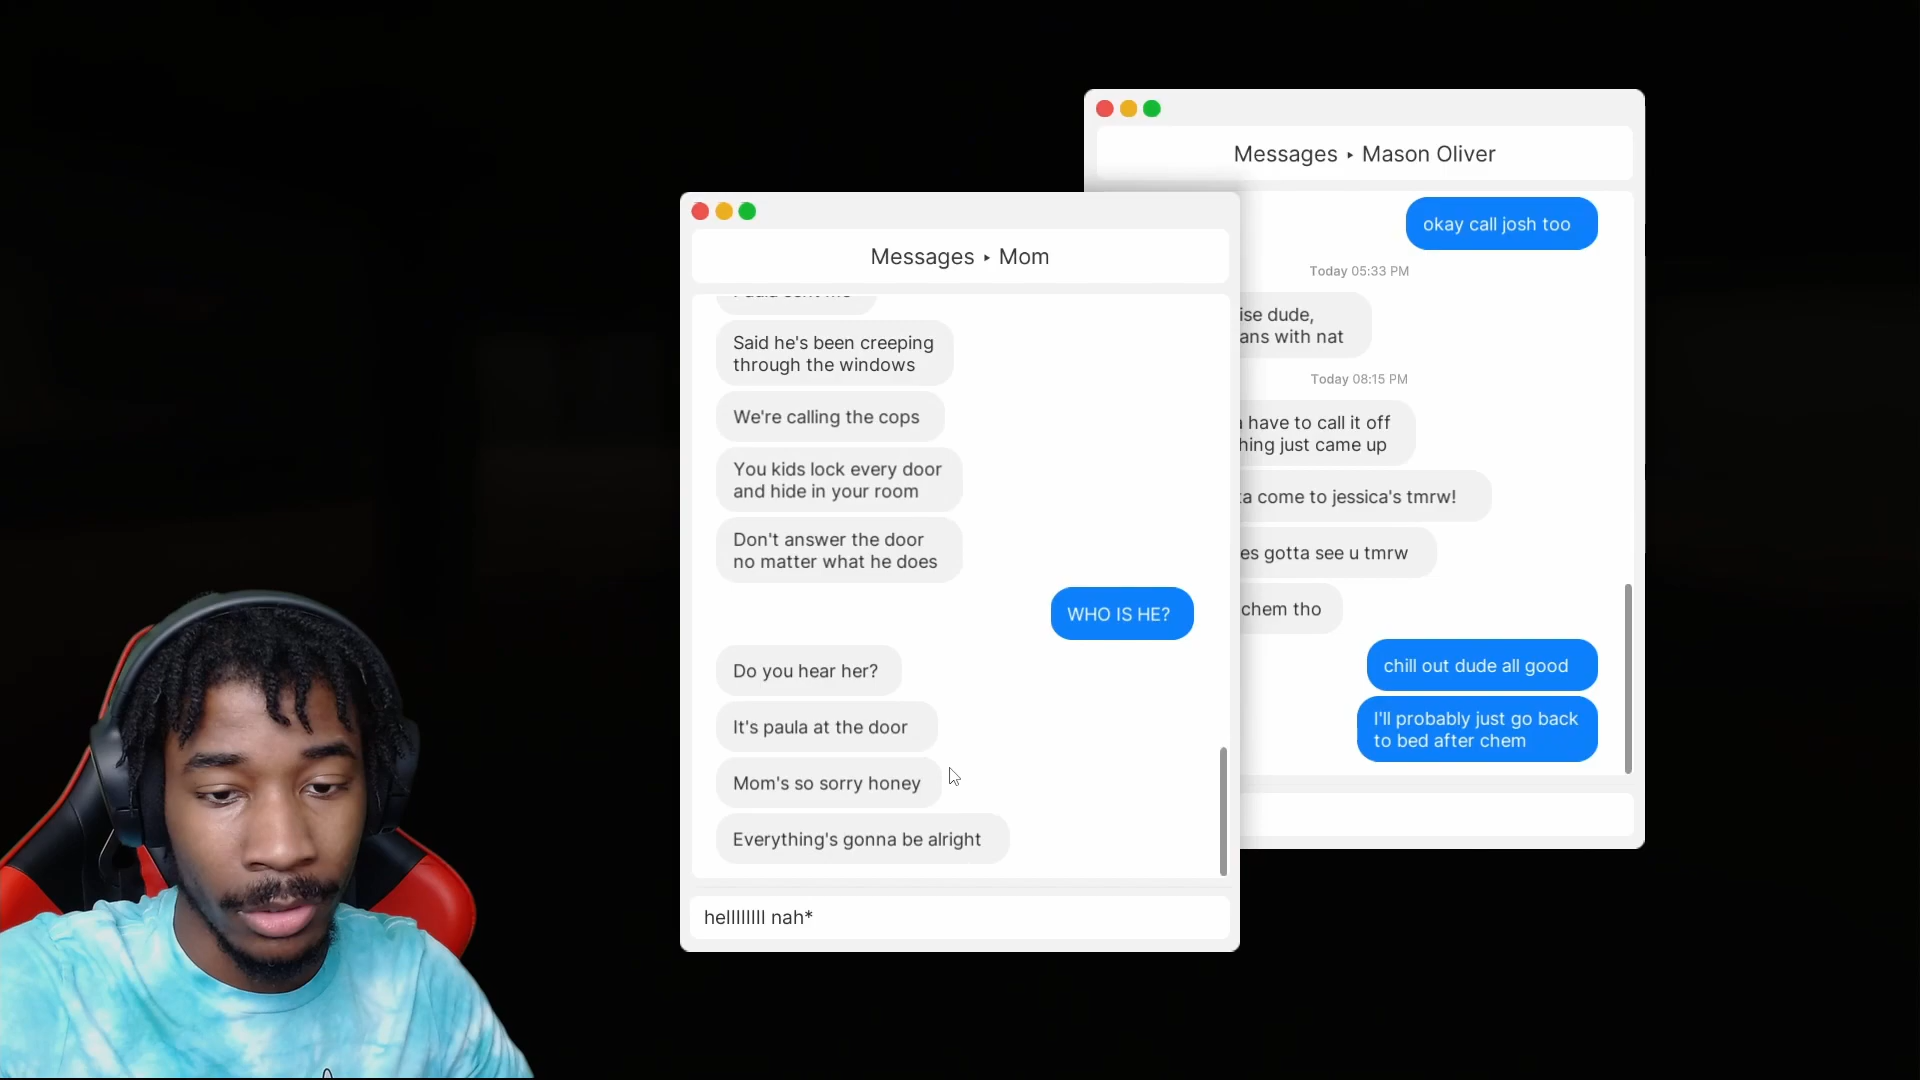 Messages ▸ Mason Oliver
okay call josh too
Today 05:33 PM
ise dude,
ans with nat
Today 08:15 PM
have to call it off
hing just came up
ta come to jessica's tmrw!
es gotta see u tmrw
chem tho
chill out dude all good
I'll probably just go back
to bed after chem
Messages ▸ Mom
Said he's been creeping
through the windows
We're calling the cops
You kids lock every door
and hide in your room
Don't answer the door
no matter what he does
WHO IS HE?
Do you hear her?
It's paula at the door
Mom's so sorry honey
Everything's gonna be alright
hellllllll nah*